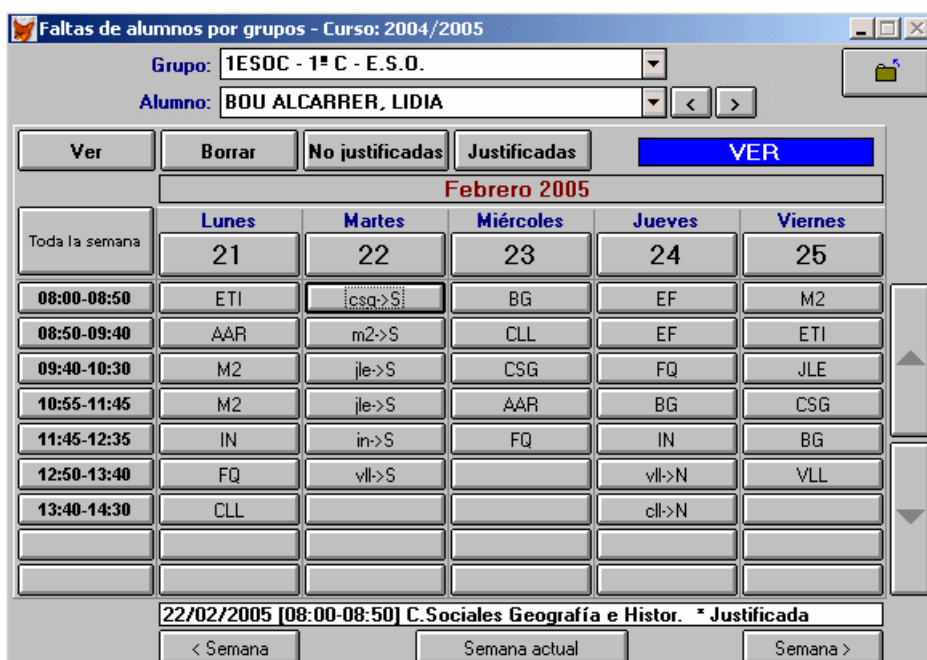 Faltas de alumnos por grupos - Curso: 2004/2005
Grupo: 1ESOC - 1ª C - E.S.O.
Alumno: BOU ALCARRER, LIDIA < >
Ver Borrar No justificadas Justificadas VER
Febrero 2005
Toda la semana Lunes Martes Miércoles Jueves Viernes
21 22 23 24 25
08:00-08:50 ETI csg->S BG EF M2
08:50-09:40 AAR m2->S CLL EF ETI
09:40-10:30 M2 jle->S CSG FQ JLE
10:55-11:45 M2 jle->S AAR BG CSG
11:45-12:35 IN in->S FQ IN BG
12:50-13:40 FQ vll->S vll->N VLL
13:40-14:30 CLL cll->N
22/02/2005 [08:00-08:50] C.Sociales Geografía e Histor. * Justificada
< Semana Semana actual Semana >